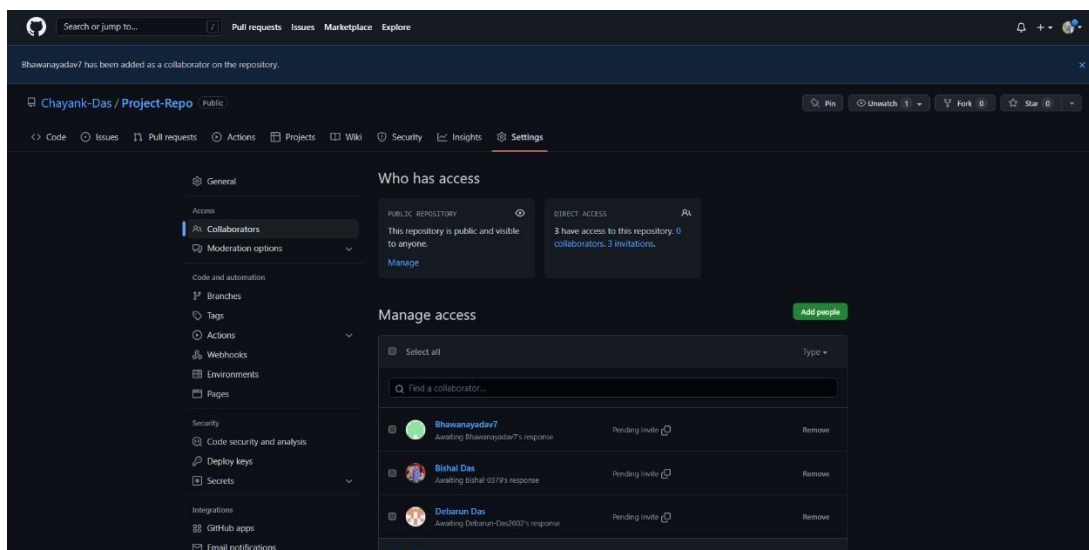 Search or jump to... / Pull requests Issues Marketplace Explore
Bhawanayadav7 has been added as a collaborator on the repository.
Chayank-Das / Project-Repo Public
Pin Unwatch 1 Fork 0 Star 0
Code Issues Pull requests Actions Projects Wiki Security Insights Settings
General
Access
Collaborators
Moderation options
Code and automation
Branches
Tags
Actions
Webhooks
Environments
Pages
Security
Code security and analysis
Deploy keys
Secrets
Integrations
GitHub apps
Email notifications
Who has access
PUBLIC REPOSITORY
This repository is public and visible
to anyone.
Manage
DIRECT ACCESS
3 have access to this repository. 0
collaborators. 3 invitations.
Manage access
Add people
Select all Type
Find a collaborator...
Bhawanayadav7
Awaiting Bhawanayadav7's response
Pending Invite
Remove
Bishal Das
Awaiting Bishal-0379's response
Pending Invite
Remove
Debarun Das
Awaiting Debarun-Das2002's response
Pending Invite
Remove